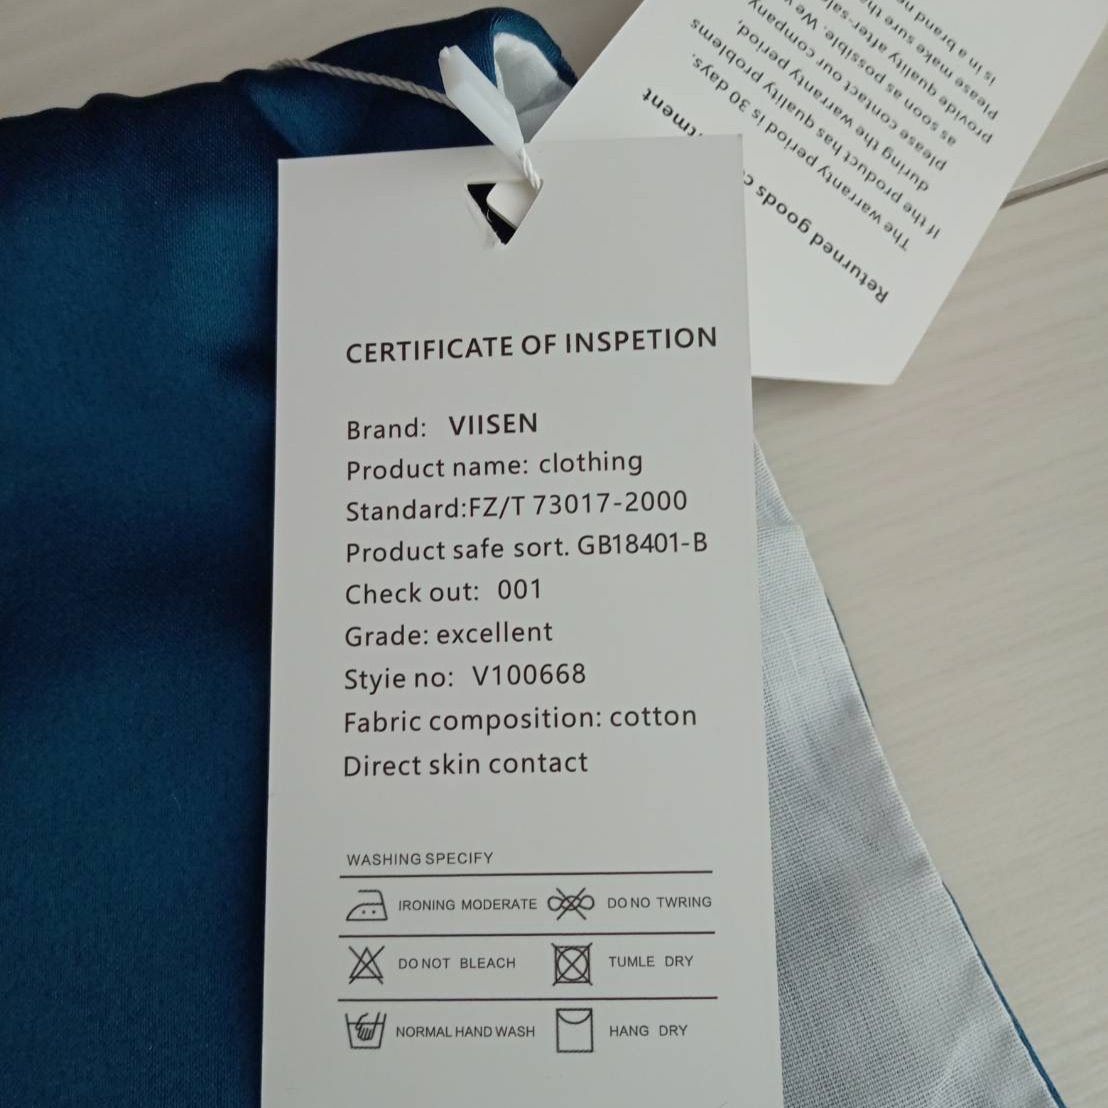 CERTIFICATE OF INSPETION
Brand: VIISEN
Product name: clothing
Standard:FZ/T 73017-2000
Product safe sort. GB18401-B
Check out: 001
Grade: excellent
Styie no: V100668
Fabric composition: cotton
Direct skin contact
WASHING SPECIFY
IRONING MODERATE
DO NO TWRING
DO NOT BLEACH
TUMLE DRY
NORMAL HAND WASH
HANG DRY
Returned goods
The warranty period is 30 days.
If the product has quality problems
during the warranty period,
please contact our company
as soon as possible. We
provide quality after-sale
Please make sure
is in a brand